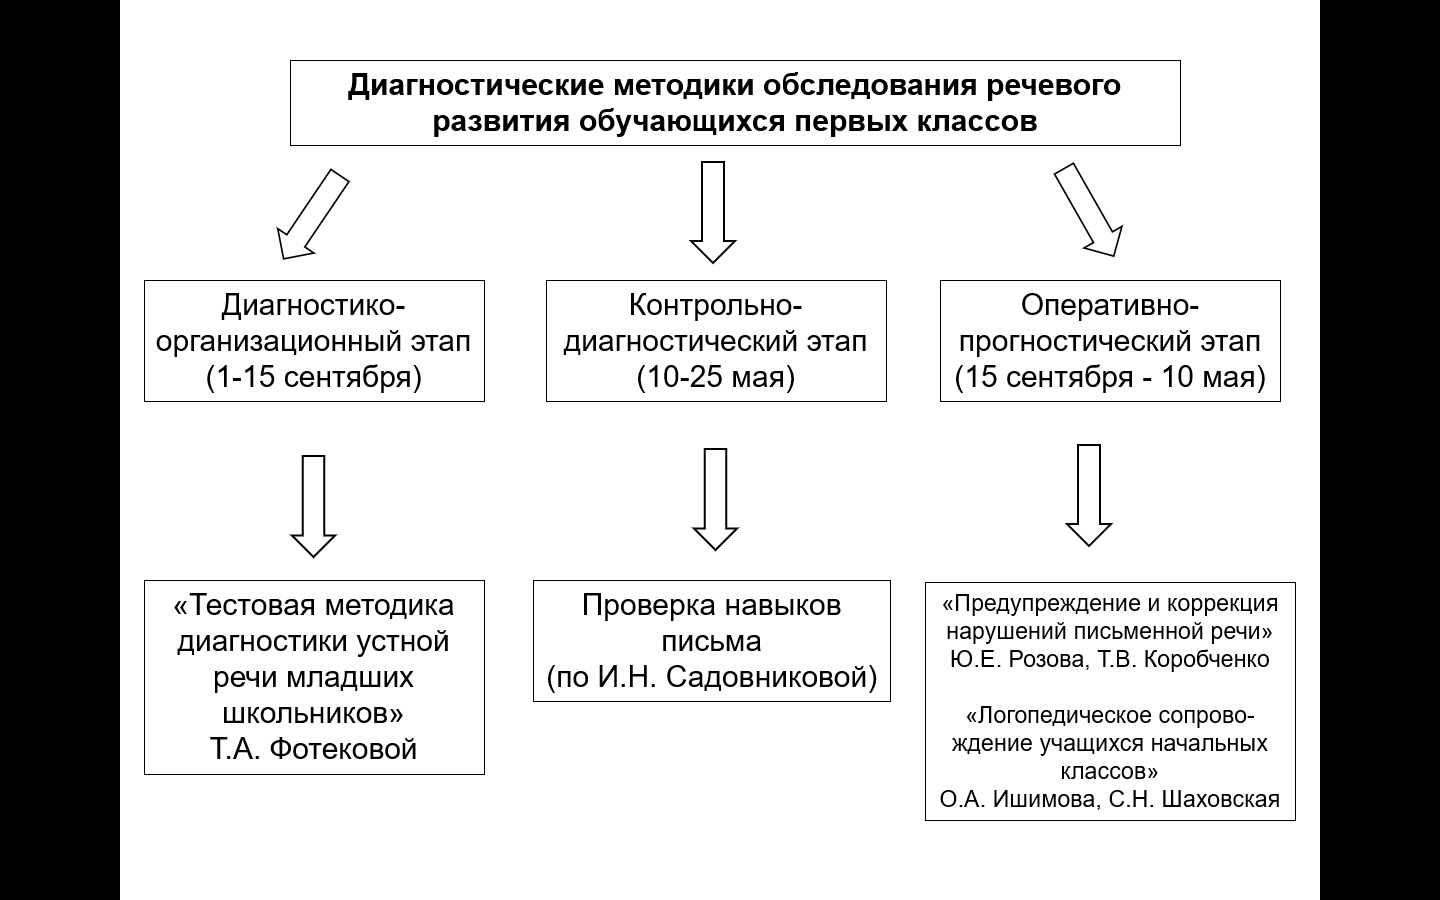 Диагностические методики обследования речевого
развития обучающихся первых классов
Диагностико-
организационный этап
(1-15 сентября)
Контрольно-
диагностический этап
(10-25 мая)
Оперативно-
прогностический этап
(15 сентября - 10 мая)
«Тестовая методика
диагностики устной
речи младших
школьников»
Т.А. Фотековой
Проверка навыков
письма
(по И.Н. Садовниковой)
«Предупреждение и коррекция
нарушений письменной речи»
Ю.Е. Розова, Т.В. Коробченко
«Логопедическое сопрово-
ждение учащихся начальных
классов»
О.А. Ишимова, С.Н. Шаховская